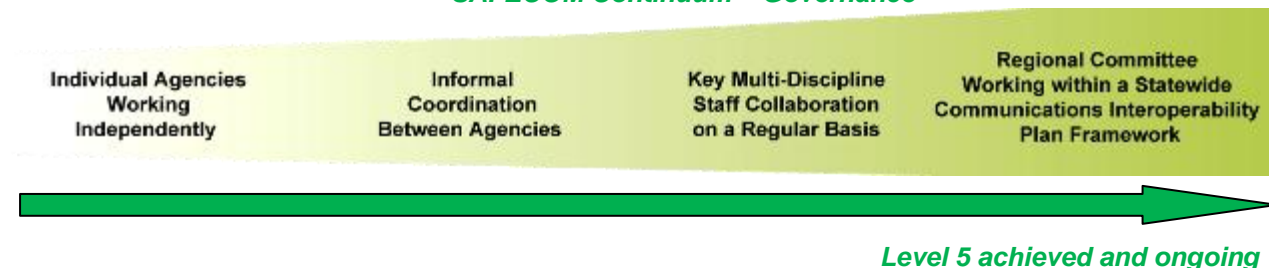 Individual Agencies
Working
Independently
Informal
Coordination
Between Agencies
Key Multi-Discipline
Staff Collaboration
on a Regular Basis
Regional Committee
Working within a Statewide
Communications Interoperability
Plan Framework
Level 5 achieved and ongoing